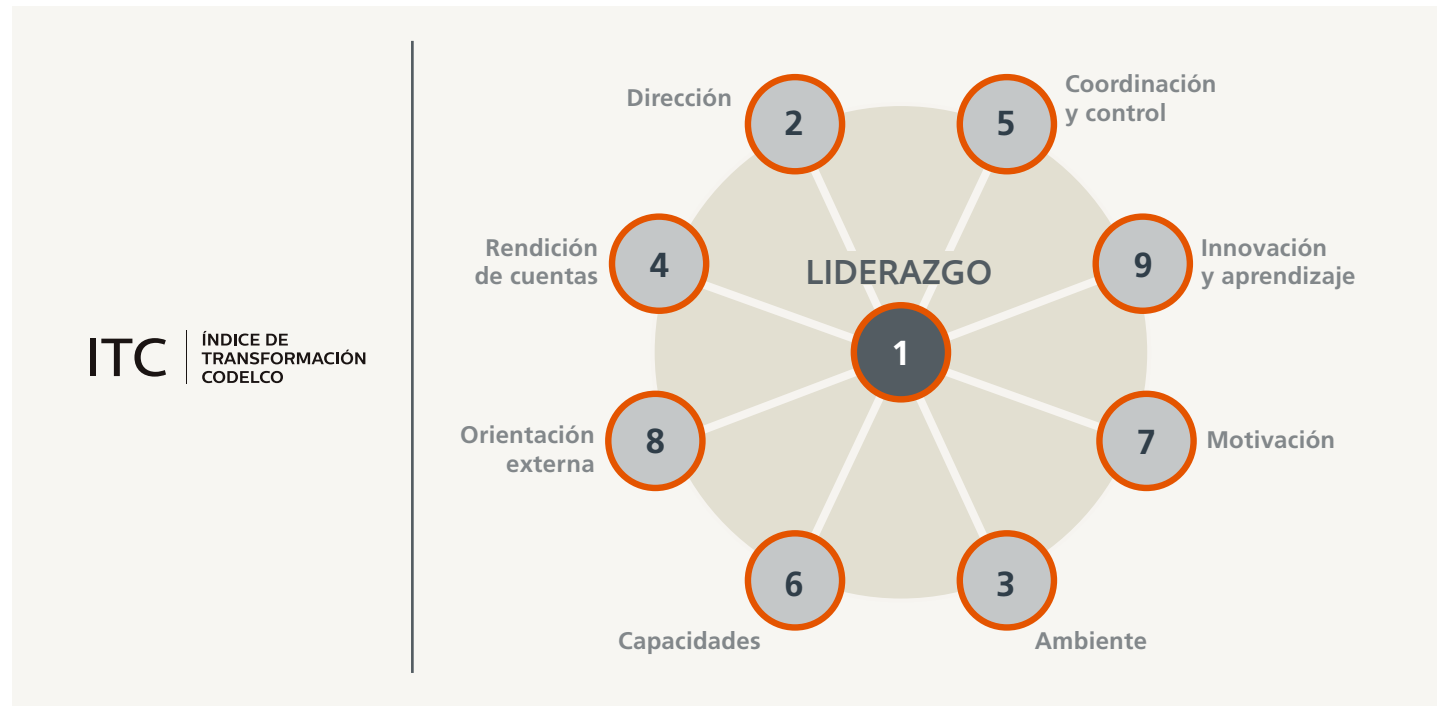 ITC
ÍNDICE DE
TRANSFORMACIÓN
CODELCO
Dirección
2
Coordinación
y control
5
Rendición
de cuentas
4
LIDERAZGO
1
9
Innovación
y aprendizaje
Orientación
externa
8
7
Motivación
6
Capacidades
3
Ambiente